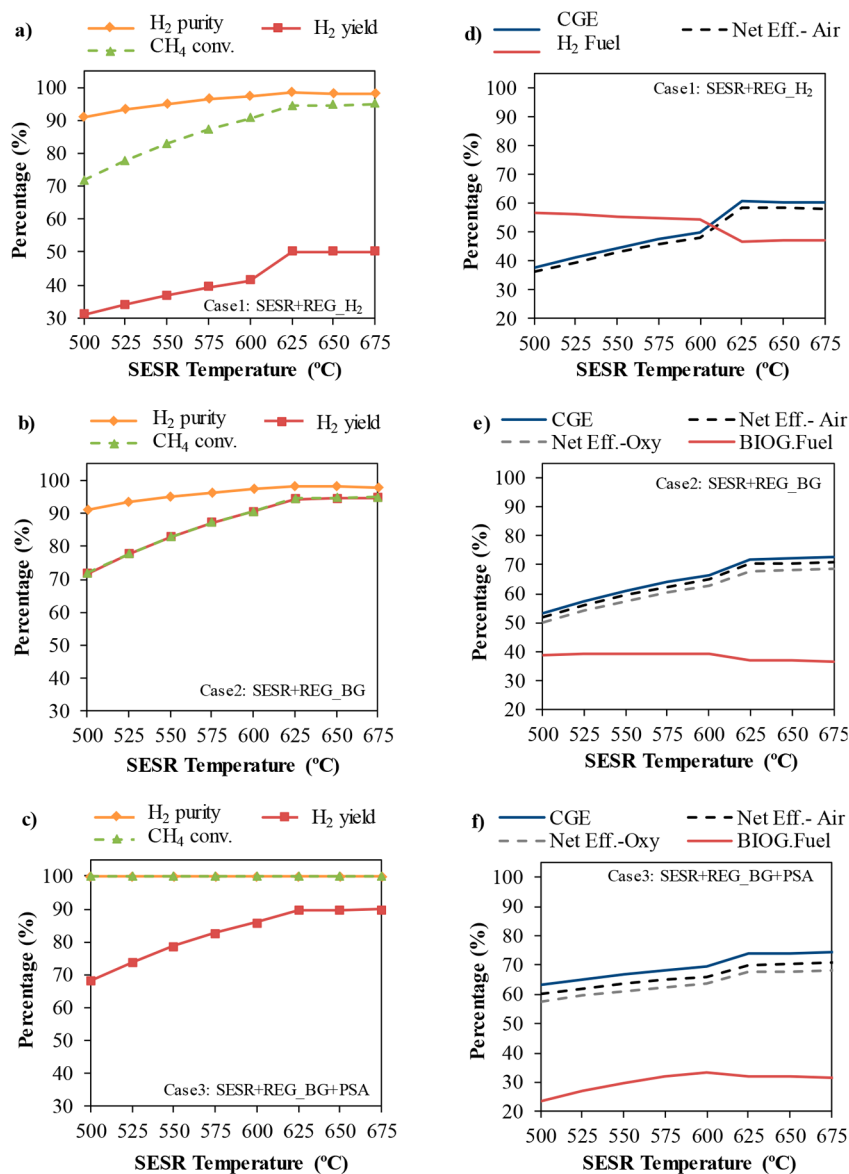 a)
H₂ purity
H₂ yield
CH₄ conv.
Percentage (%)
100
90
80
70
60
50
40
30
Case1: SESR+REG_H₂
500 525 550 575 600 625 650 675
SESR Temperature (ºC)
d)
CGE
Net Eff.- Air
H₂ Fuel
Percentage (%)
100
90
80
70
60
50
40
30
20
Case1: SESR+REG_H₂
500 525 550 575 600 625 650 675
SESR Temperature (ºC)
b)
H₂ purity
H₂ yield
CH₄ conv.
Percentage (%)
100
90
80
70
60
50
40
30
Case2: SESR+REG_BG
500 525 550 575 600 625 650 675
SESR Temperature (ºC)
e)
CGE
Net Eff.- Air
Net Eff.-Oxy
BIOG.Fuel
Percentage (%)
100
90
80
70
60
50
40
30
20
Case2: SESR+REG_BG
500 525 550 575 600 625 650 675
SESR Temperature (ºC)
c)
H₂ purity
H₂ yield
CH₄ conv.
Percentage (%)
100
90
80
70
60
50
40
30
Case3: SESR+REG_BG+PSA
500 525 550 575 600 625 650 675
SESR Temperature (ºC)
f)
CGE
Net Eff.- Air
Net Eff.-Oxy
BIOG.Fuel
Percentage (%)
100
90
80
70
60
50
40
30
20
Case3: SESR+REG_BG+PSA
500 525 550 575 600 625 650 675
SESR Temperature (ºC)